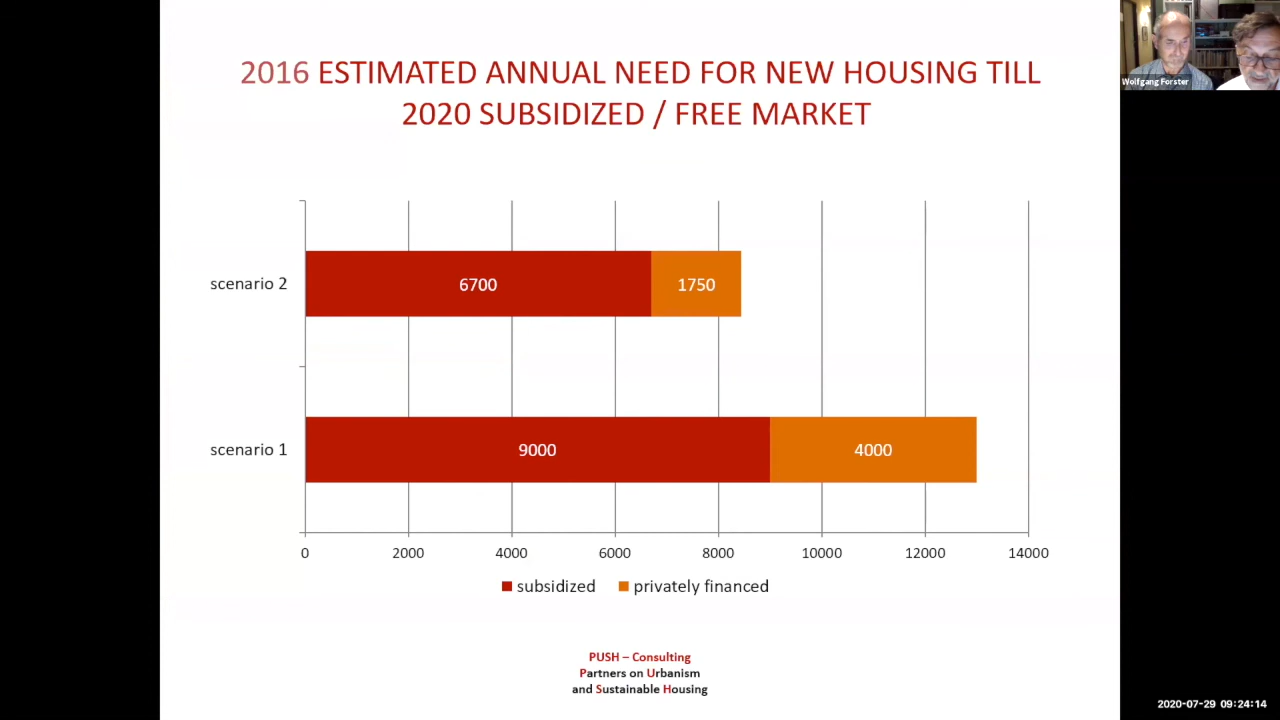 2016 ESTIMATED ANNUAL NEED FOR NEW HOUSING TILL
2020 SUBSIDIZED / FREE MARKET
Wolfgang Forster
scenario 2
6700
1750
scenario 1
9000
4000
0 2000 4000 6000 8000 10000 12000 14000
subsidized privately financed
PUSH – Consulting
Partners on Urbanism
and Sustainable Housing
2020-07-29 09:24:14